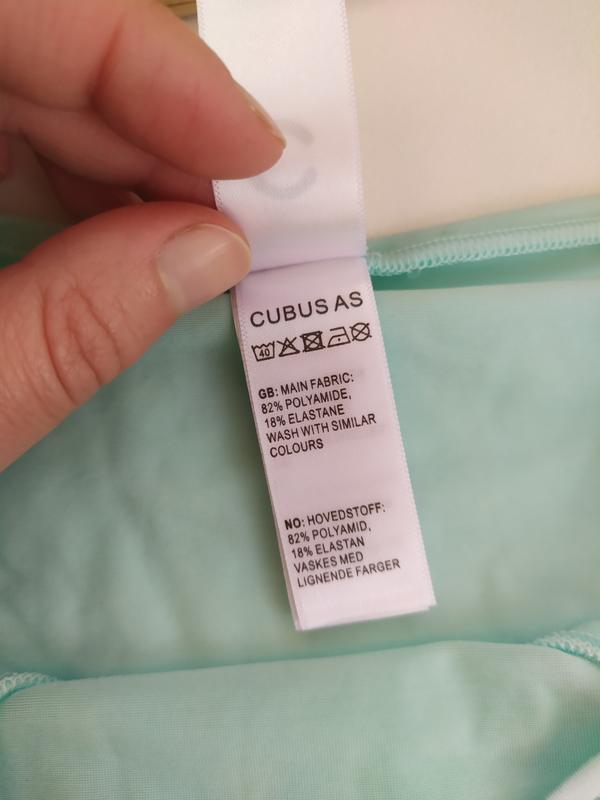 CUBUS AS
40
GB: MAIN FABRIC:
82% POLYAMIDE,
18% ELASTANE
WASH WITH SIMILAR
COLOURS
NO: HOVEDSTOFF:
82% POLYAMID,
18% ELASTAN
VASKES MED
LIGNENDE FARGER